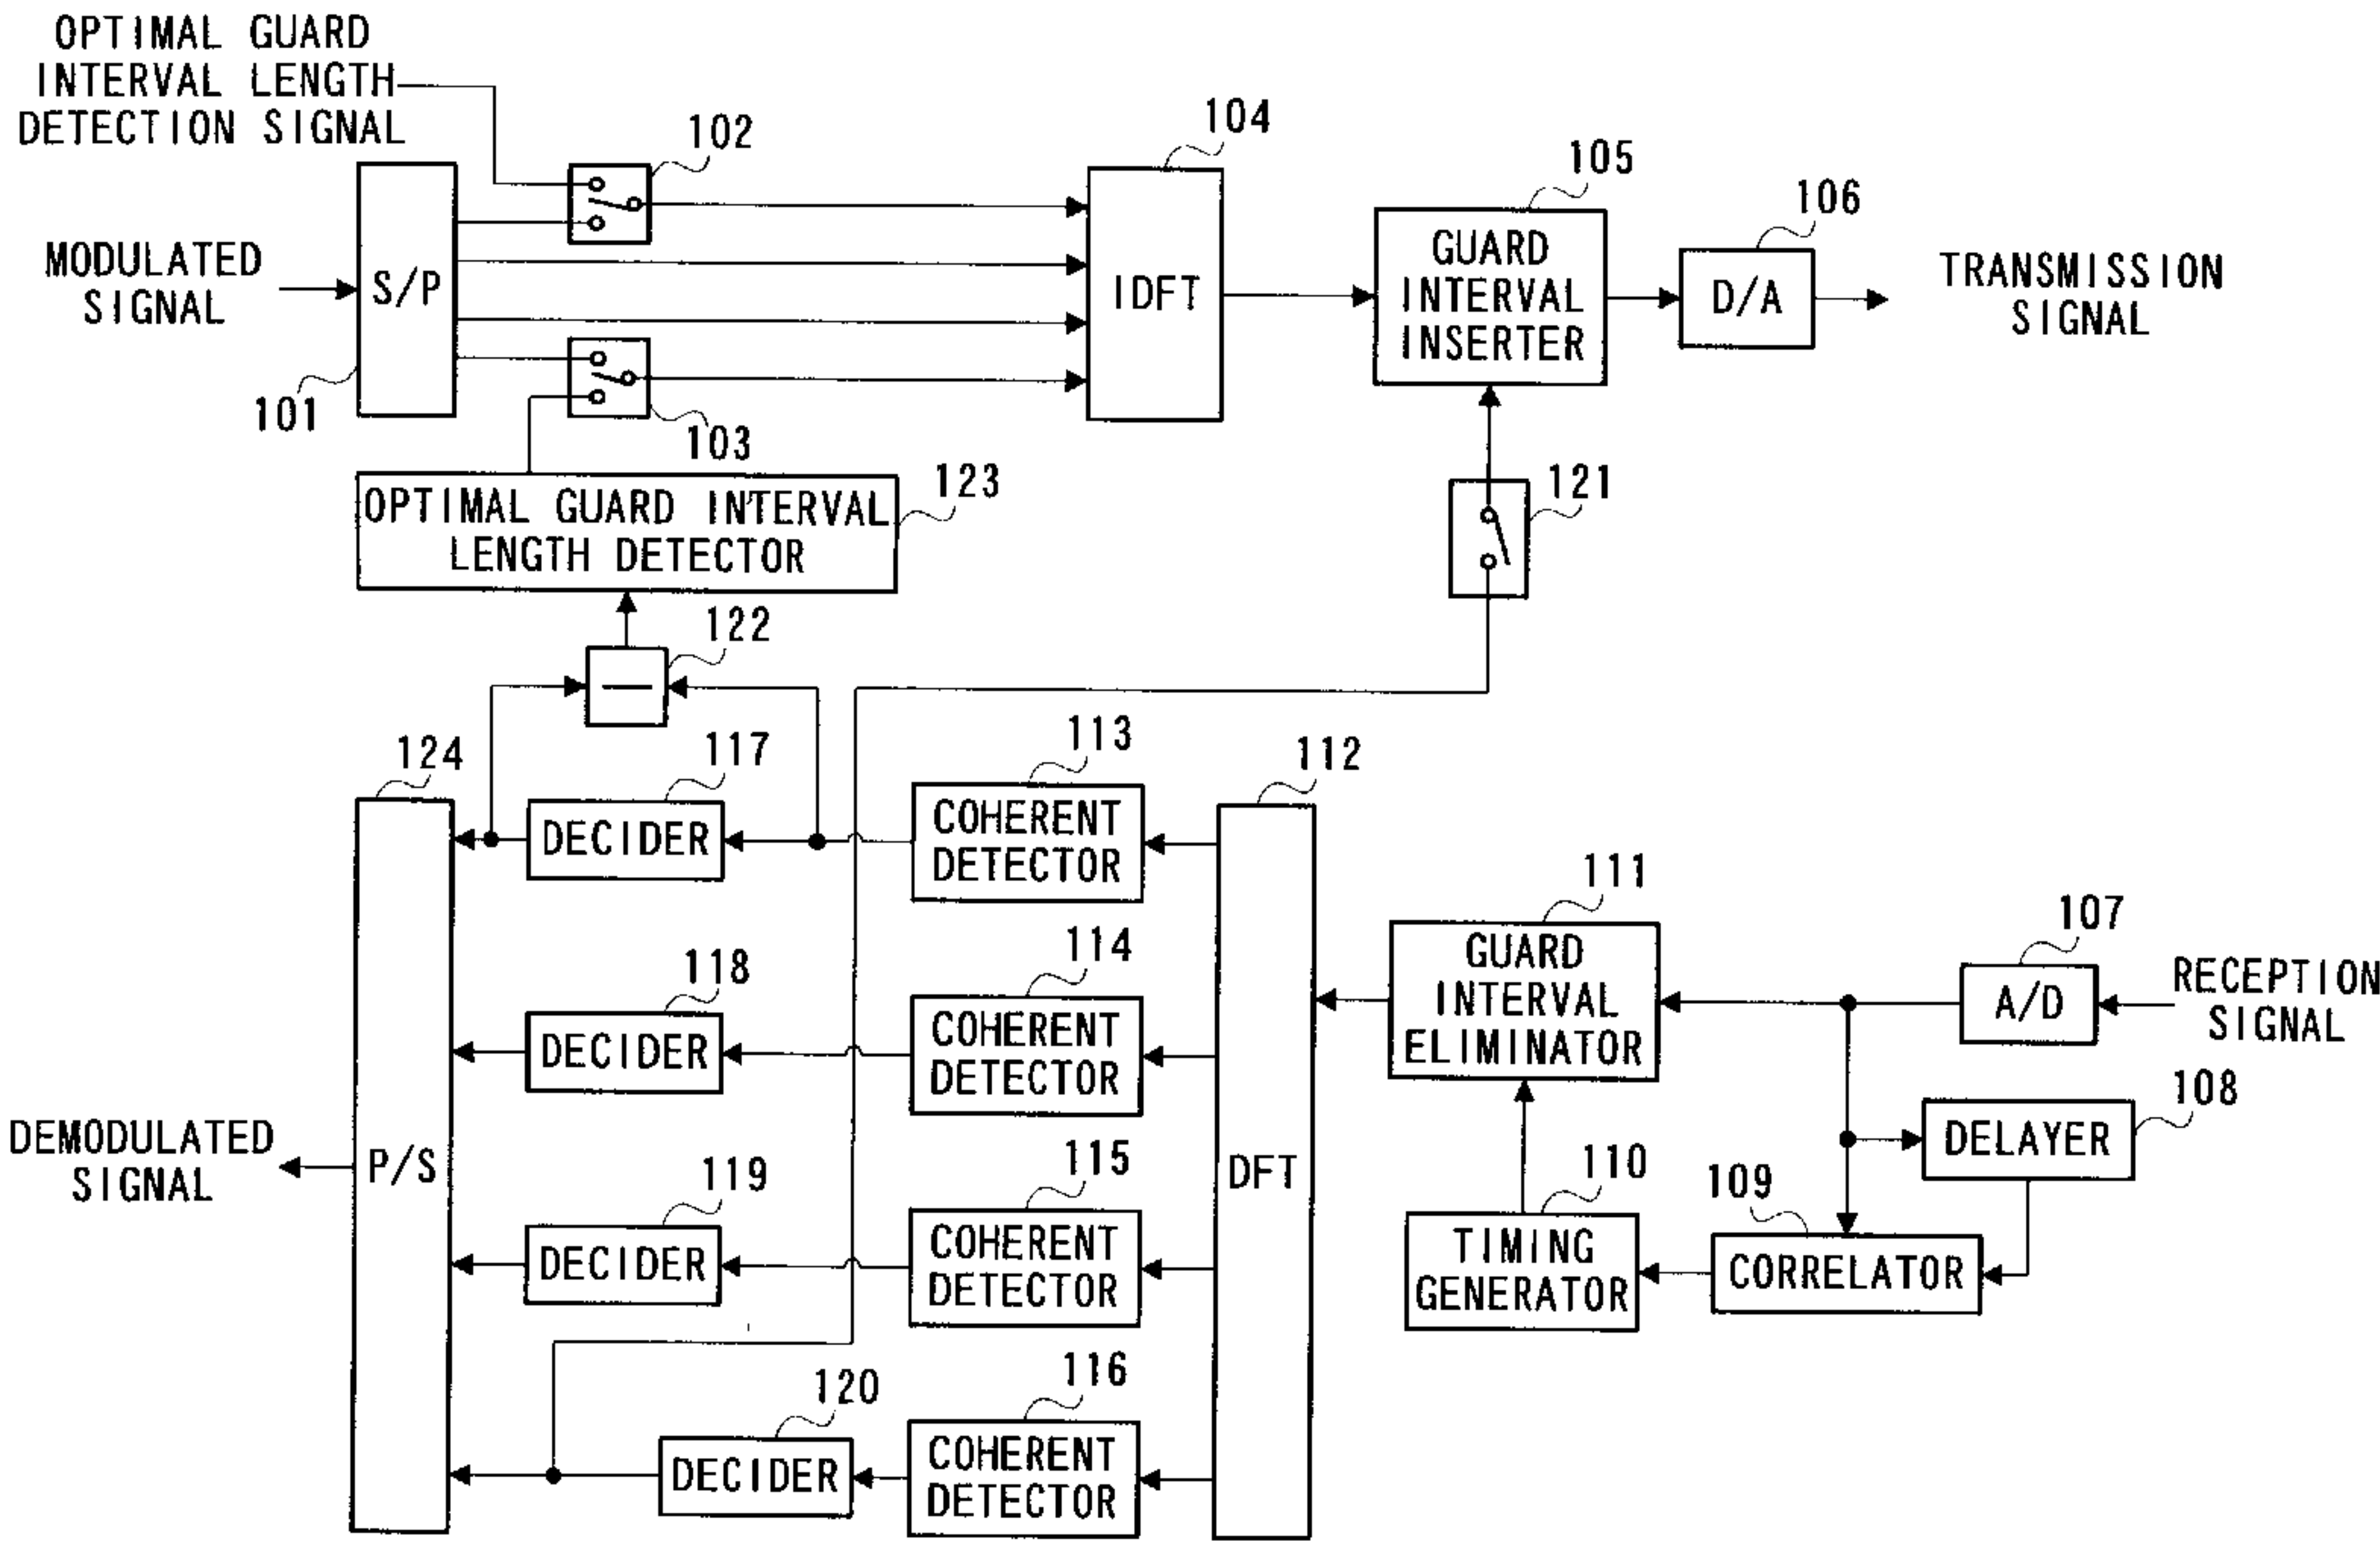 OPTIMAL GUARD
INTERVAL LENGTH
DETECTION SIGNAL
102
104
105
106
MODULATED
SIGNAL
S/P
IDFT
GUARD
INTERVAL
INSERTER
D/A
TRANSMISSION
SIGNAL
101
103
123
121
OPTIMAL GUARD INTERVAL
LENGTH DETECTOR
122
124
117
113
112
DECIDER
COHERENT
DETECTOR
111
107
118
114
GUARD
INTERVAL
ELIMINATOR
A/D
RECEPTION
SIGNAL
DECIDER
COHERENT
DETECTOR
108
DELAYER
DEMODULATED
SIGNAL
P/S
119
115
DFT
110
109
DECIDER
COHERENT
DETECTOR
TIMING
GENERATOR
CORRELATOR
120
116
DECIDER
COHERENT
DETECTOR